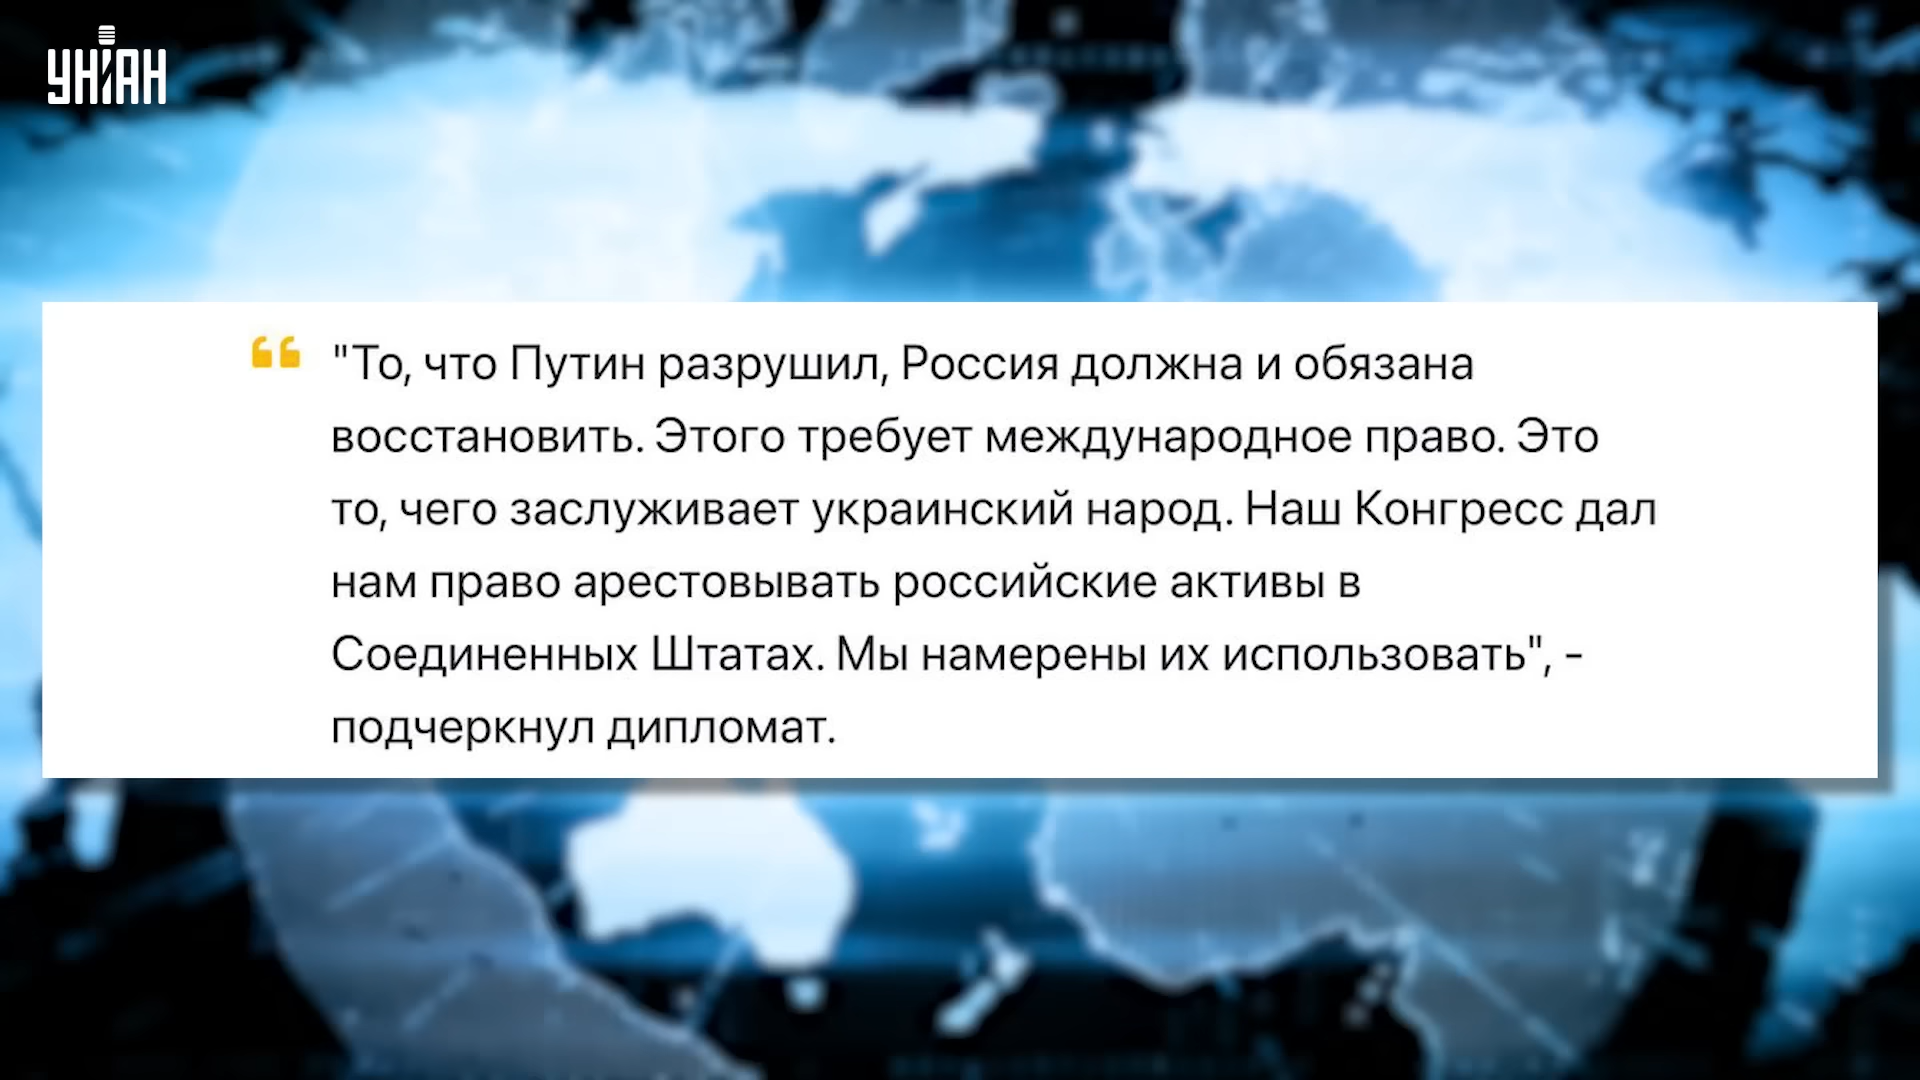 УНІАН
"То, что Путин разрушил, Россия должна и обязана
восстановить. Этого требует международное право. Это
то, чего заслуживает украинский народ. Наш Конгресс дал
нам право арестовывать российские активы в
Соединенных Штатах. Мы намерены их использовать", -
подчеркнул дипломат.